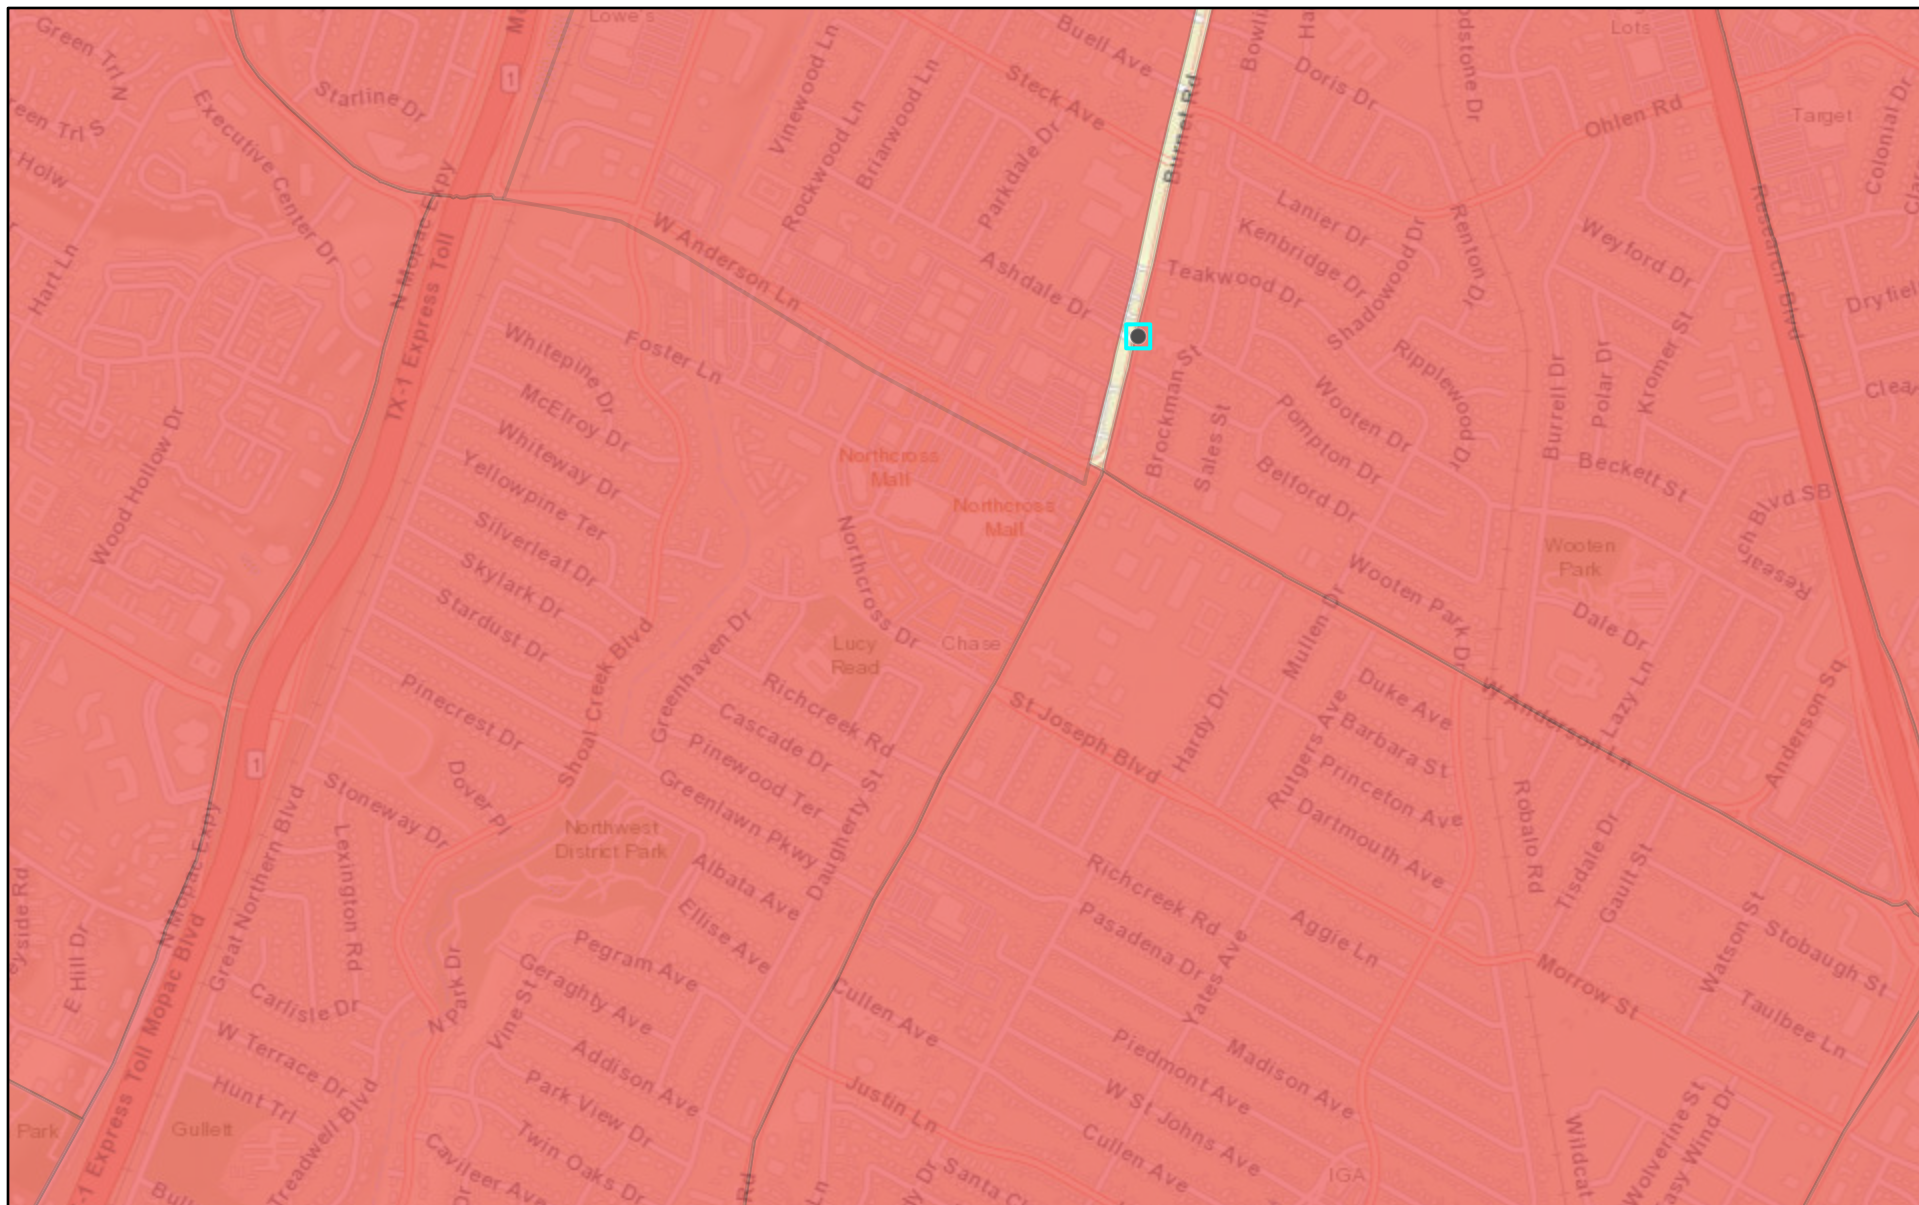 Lowe's
Green Trl N
Green Trl S
Starline Dr
Executive Center Dr
Holw
Hart Ln
Wood Hollow Dr
N Mopac Expy
TX-1 Express Toll
1
Vinewood Ln
Rockwood Ln
Briarwood Ln
Parkdale Dr
Buell Ave
Steck Ave
Burnet Rd
Doris Dr
Ohlen Rd
Lots
Target
Colonial Dr
Research Blvd
W Anderson Ln
Ashdale Dr
Lanier Dr
Kenbridge Dr
Teakwood Dr
Shadowood Dr
Renton Dr
Weyford Dr
Kromer St
Polar Dr
Burrell Dr
Ripplewood Dr
Foster Ln
Whitepine Dr
McElroy Dr
Whiteway Dr
Yellowpine Ter
Silverleaf Dr
Skylark Dr
Stardust Dr
Northcross
Mall
Northcross
Mall
Northcross Dr
Brockman St
Sales St
Wooten Dr
Pompton Dr
Belford Dr
Beckett St
Wooten
Park
Wooten Park Dr
Dale Dr
Lazy Ln
Anderson Sq
W Anderson Ln
Lucy
Read
Chase
Greenhaven Dr
Shoal Creek Blvd
Pinecrest Dr
Dover Pl
Stoneway Dr
Great Northern Blvd
Lexington Rd
1
Richcreek Rd
Cascade Dr
Pinewood Ter
Greenlawn Pkwy
Daugherty St
St Joseph Blvd
Hardy Dr
Mullen Dr
Rutgers Ave
Duke Ave
Barbara St
Princeton Ave
Dartmouth Ave
Robalo Rd
Tisdale Dr
Gault St
Watson St
Stobaugh St
Taulbee Ln
Morrow St
Northwest
District Park
Albata Ave
Ellise Ave
Pegram Ave
Geraghty Ave
Addison Ave
Park View Dr
Twin Oaks Dr
Cavileer Ave
Vine St
N Park Dr
N Mopac Expy
E Hill Dr
Carlisle Dr
W Terrace Dr
Hunt Trl
Treadwell Blvd
Gullett
Park
-1 Express Toll Mopac Blvd
Richcreek Rd
Pasadena Dr
Aggie Ln
Yates Ave
Cullen Ave
Justin Ln
Piedmont Ave
Madison Ave
W St Johns Ave
Cullen Ave
IGA
Wolverine St
Rd